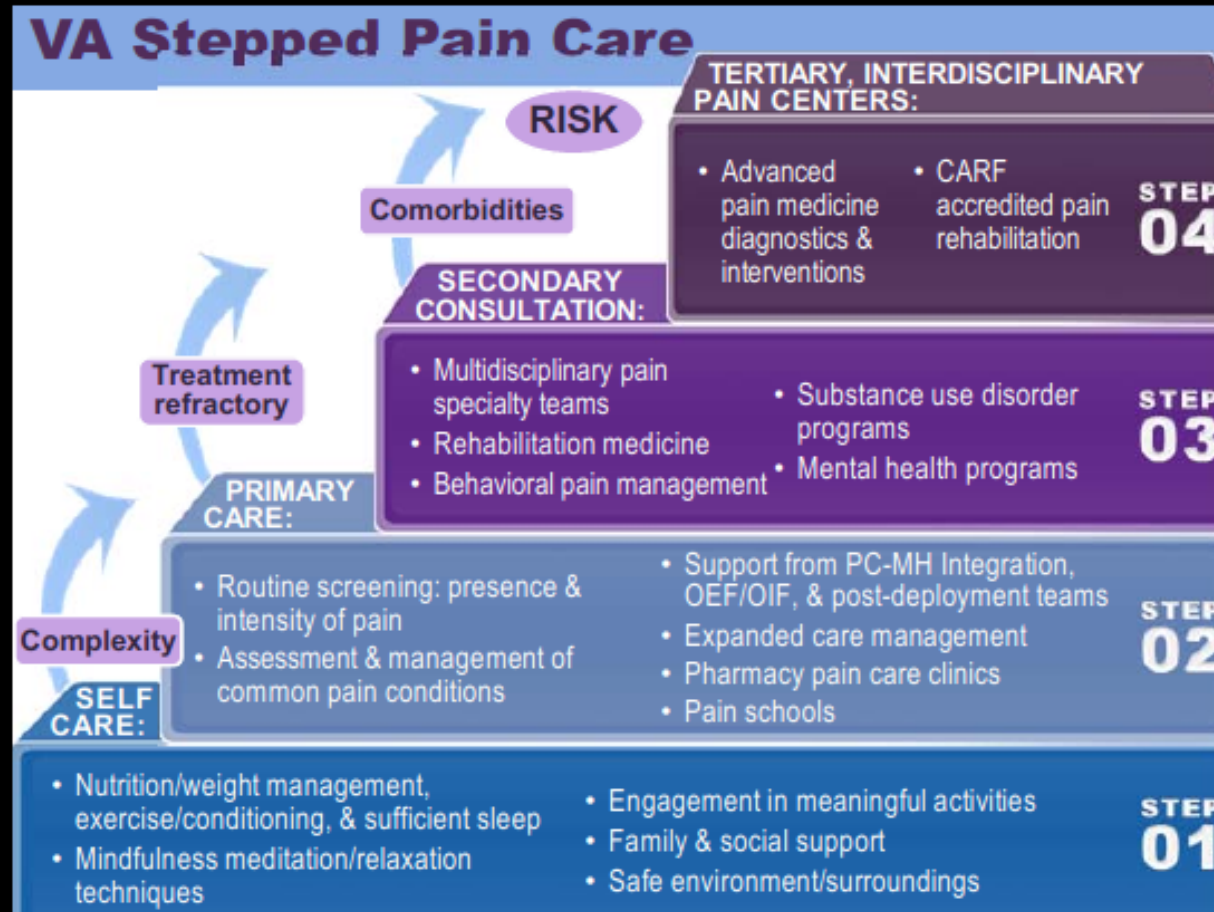 VA Stepped Pain Care
RISK
TERTIARY, INTERDISCIPLINARY
PAIN CENTERS:
• Advanced
pain medicine
diagnostics &
interventions
• CARF
accredited pain
rehabilitation
STEP
04
Comorbidities
SECONDARY
CONSULTATION:
• Multidisciplinary pain
specialty teams
• Rehabilitation medicine
• Behavioral pain management
• Substance use disorder
programs
• Mental health programs
STEP
03
Treatment
refractory
PRIMARY
CARE:
• Routine screening: presence &
intensity of pain
• Assessment & management of
common pain conditions
• Support from PC-MH Integration,
OEF/OIF, & post-deployment teams
• Expanded care management
• Pharmacy pain care clinics
• Pain schools
STEP
02
Complexity
SELF
CARE:
• Nutrition/weight management,
exercise/conditioning, & sufficient sleep
• Mindfulness meditation/relaxation
techniques
• Engagement in meaningful activities
• Family & social support
• Safe environment/surroundings
STEP
01